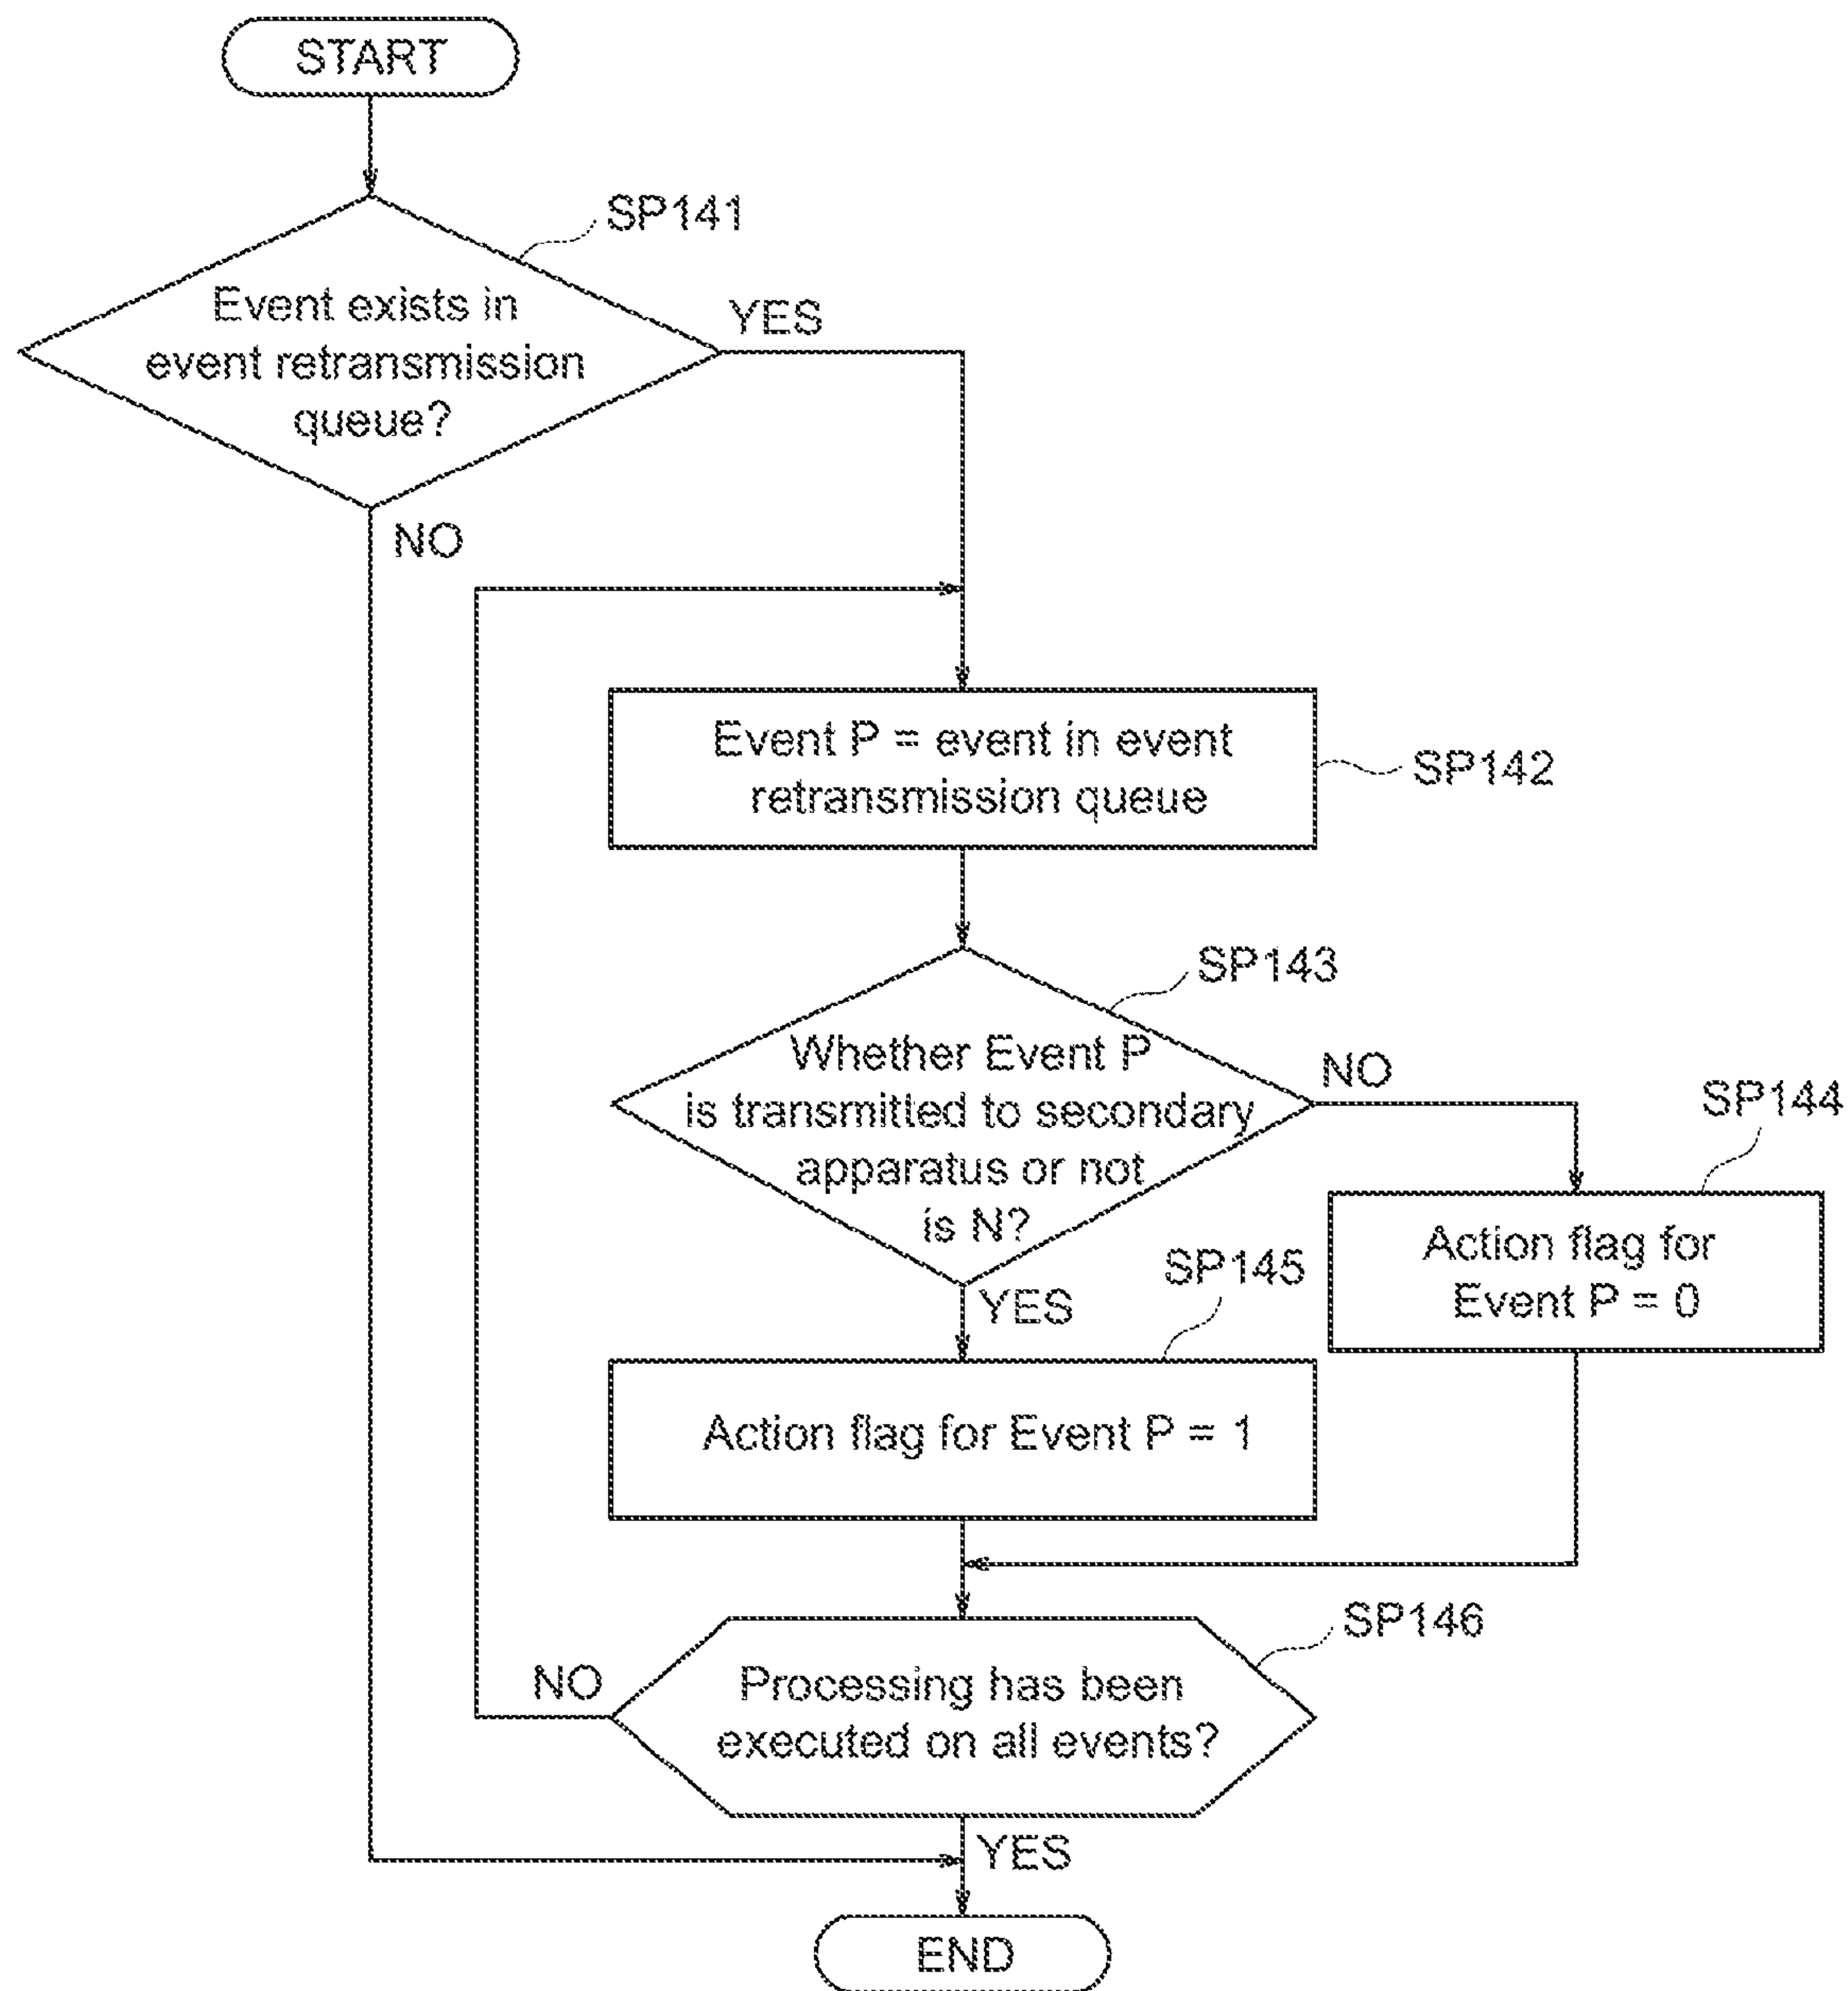 START
SP141
Event exists in
event retransmission
queue?
YES
NO
Event P = event in event
retransmission queue
SP142
SP143
Whether Event P
is transmitted to secondary
apparatus or not
is N?
NO
SP144
Action flag for
Event P = 0
YES
SP145
Action flag for Event P = 1
SP146
NO
Processing has been
executed on all events?
YES
END